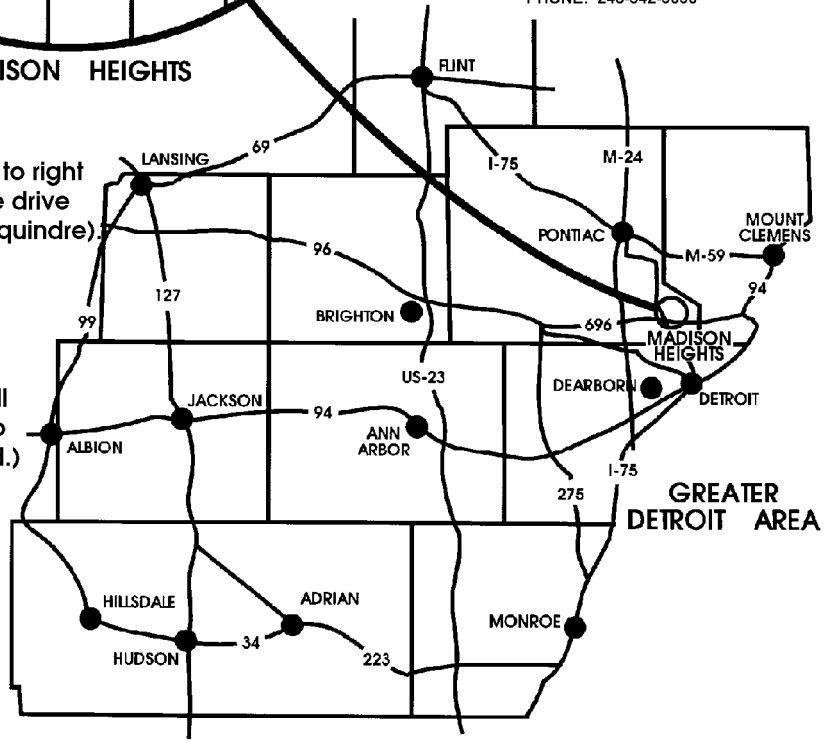 ISON HEIGHTS
to right
drive
quindre).
FLINT
LANSING
69
I-75
M-24
PONTIAC
MOUNT
CLEMENS
M-59
96
94
127
99
BRIGHTON
696
MADISON
HEIGHTS
US-23
DEARBORN
DETROIT
JACKSON
94
ANN
ARBOR
ALBION
I-75
275
GREATER
DETROIT AREA
HILLSDALE
ADRIAN
MONROE
HUDSON
34
223